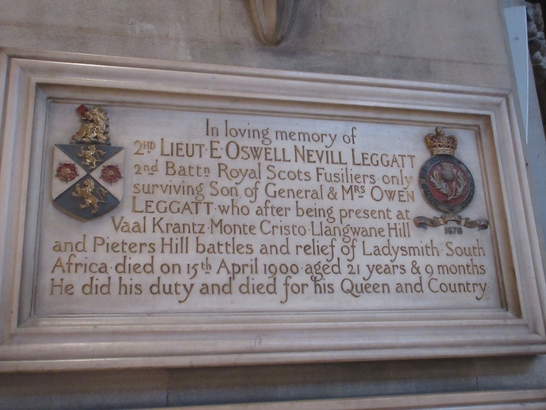 In loving memory of
2ND LIEUT·E·OSWELL NEVILL LEGGATT
2nd Battn Royal Scots Fusiliers·only
surviving Son of General & MRS OWEN
LEGGATT·who after being present at
Vaal Krantz·Monte Cristo·Llangwane Hill
and Pieters Hill battles and relief of Ladysmith·South
Africa·died on 15th April 1900·aged 21 years & 9 months
He did his duty and died for his Queen and Country
1678